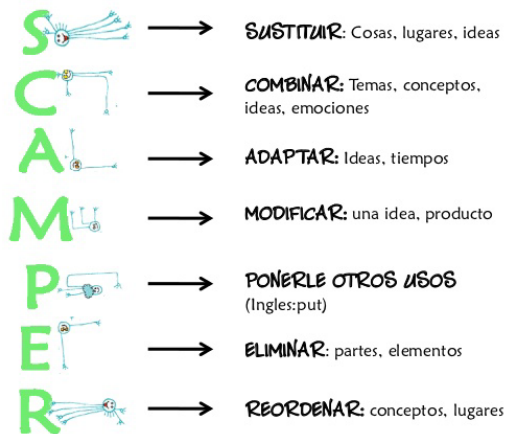 S SUSTITUIR: Cosas, lugares, ideas
C COMBINAR: Temas, conceptos,
ideas, emociones
A ADAPTAR: Ideas, tiempos
M MODIFICAR: una idea, producto
P PONERLE OTROS USOS
(Ingles:put)
E ELIMINAR: partes, elementos
R REORDENAR: conceptos, lugares